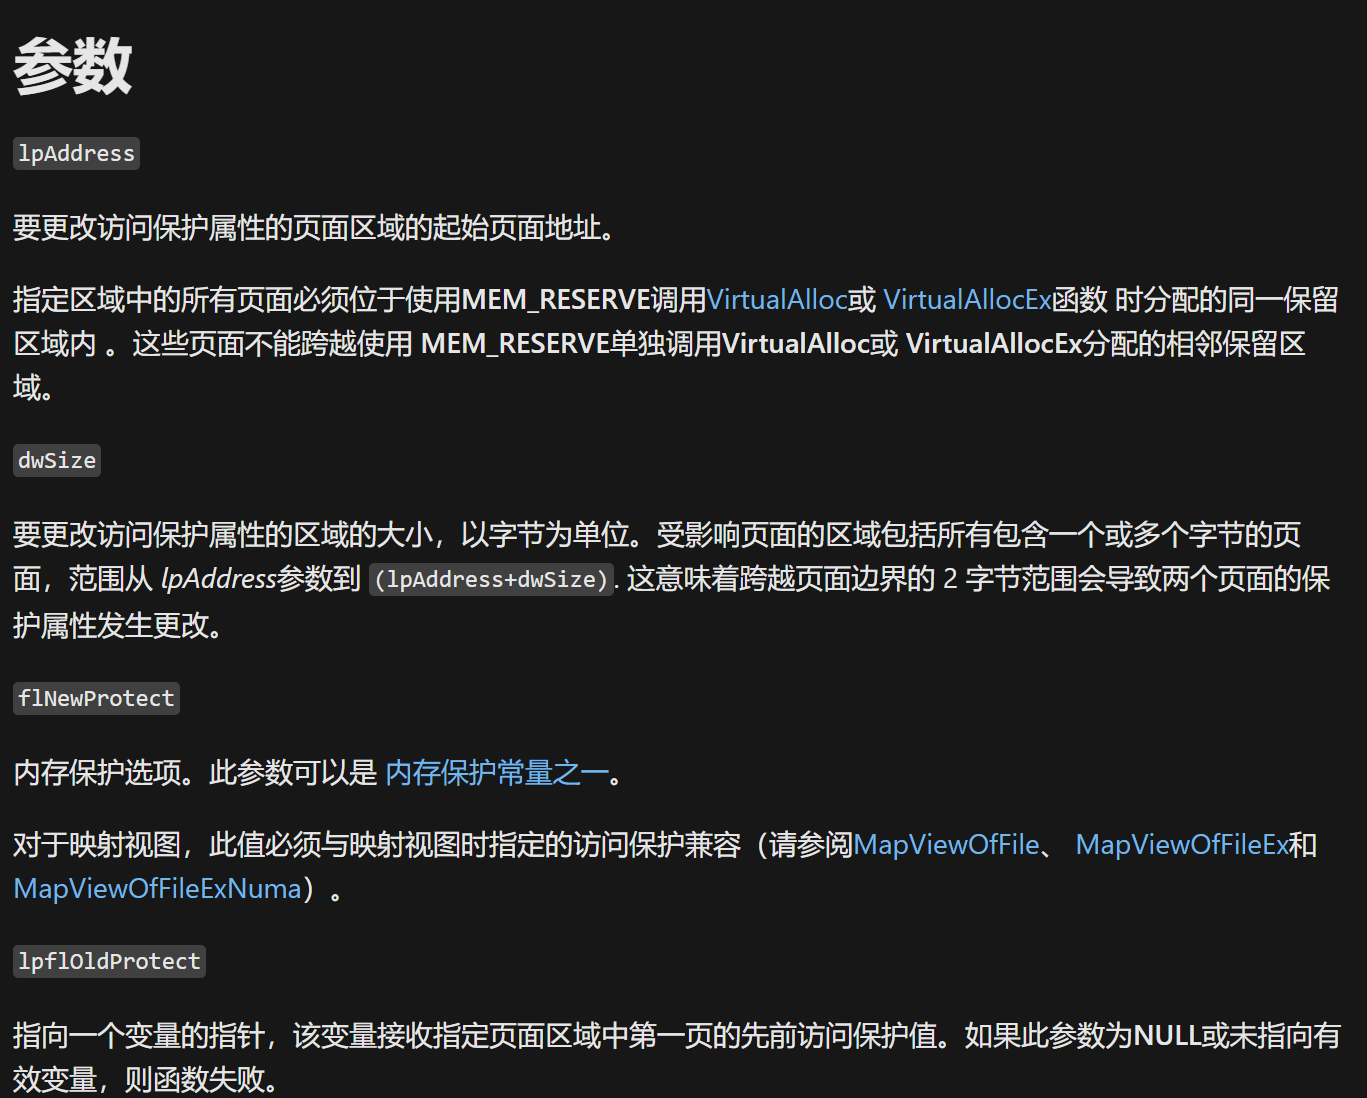 参数
lpAddress
要更改访问保护属性的页面区域的起始页面地址。
指定区域中的所有页面必须位于使用MEM_RESERVE调用VirtualAlloc或 VirtualAllocEx函数 时分配的同一保留
区域内 。这些页面不能跨越使用 MEM_RESERVE单独调用VirtualAlloc或 VirtualAllocEx分配的相邻保留区
域。
dwSize
要更改访问保护属性的区域的大小，以字节为单位。受影响页面的区域包括所有包含一个或多个字节的页
面，范围从 lpAddress参数到 (lpAddress+dwSize). 这意味着跨越页面边界的 2 字节范围会导致两个页面的保
护属性发生更改。
flNewProtect
内存保护选项。此参数可以是 内存保护常量之一。
对于映射视图，此值必须与映射视图时指定的访问保护兼容（请参阅MapViewOfFile、 MapViewOfFileEx和
MapViewOfFileExNuma）。
lpflOldProtect
指向一个变量的指针，该变量接收指定页面区域中第一页的先前访问保护值。如果此参数为NULL或未指向有
效变量，则函数失败。